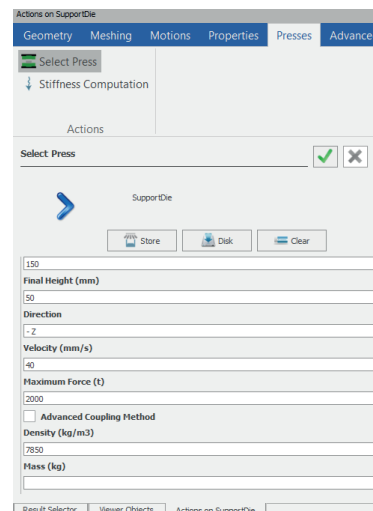 Actions on SupportDie
Geometry Meshing Motions Properties Presses Advance
Select Press
Stiffness Computation
Actions
Select Press
SupportDie
Store Disk Clear
150
Final Height (mm)
50
Direction
- Z
Velocity (mm/s)
40
Maximum Force (t)
2000
Advanced Coupling Method
Density (kg/m3)
7850
Mass (kg)
Result Selector Viewer Objects Actions on SupportDie